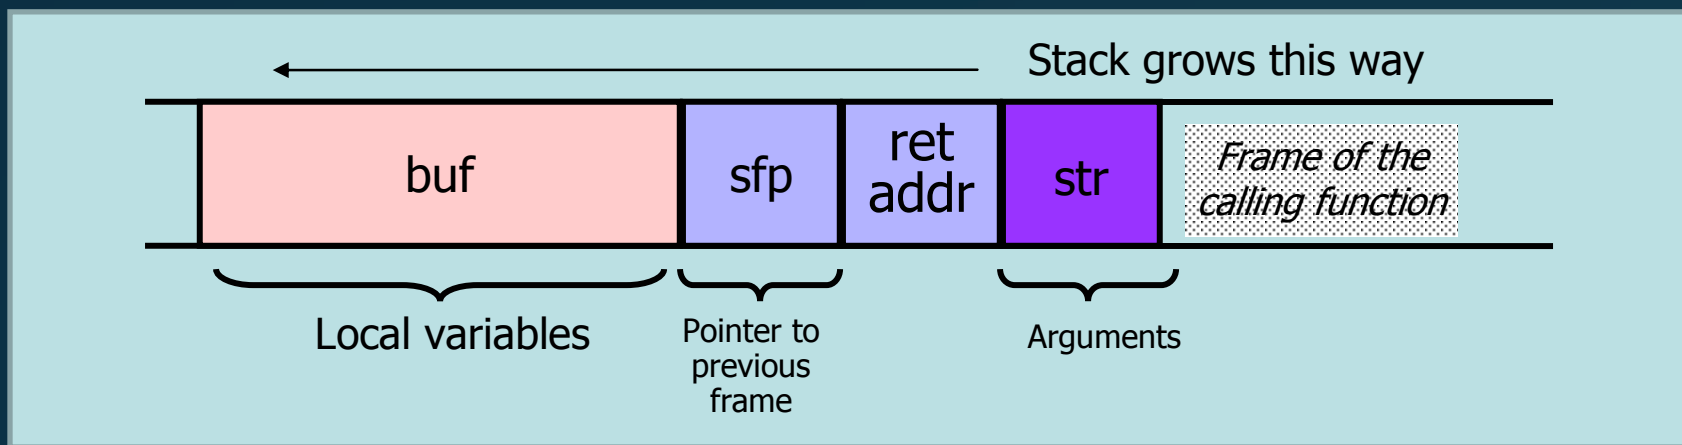 Stack grows this way
buf
sfp
ret
addr
str
Frame of the
calling function
Local variables
Pointer to
previous
frame
Arguments